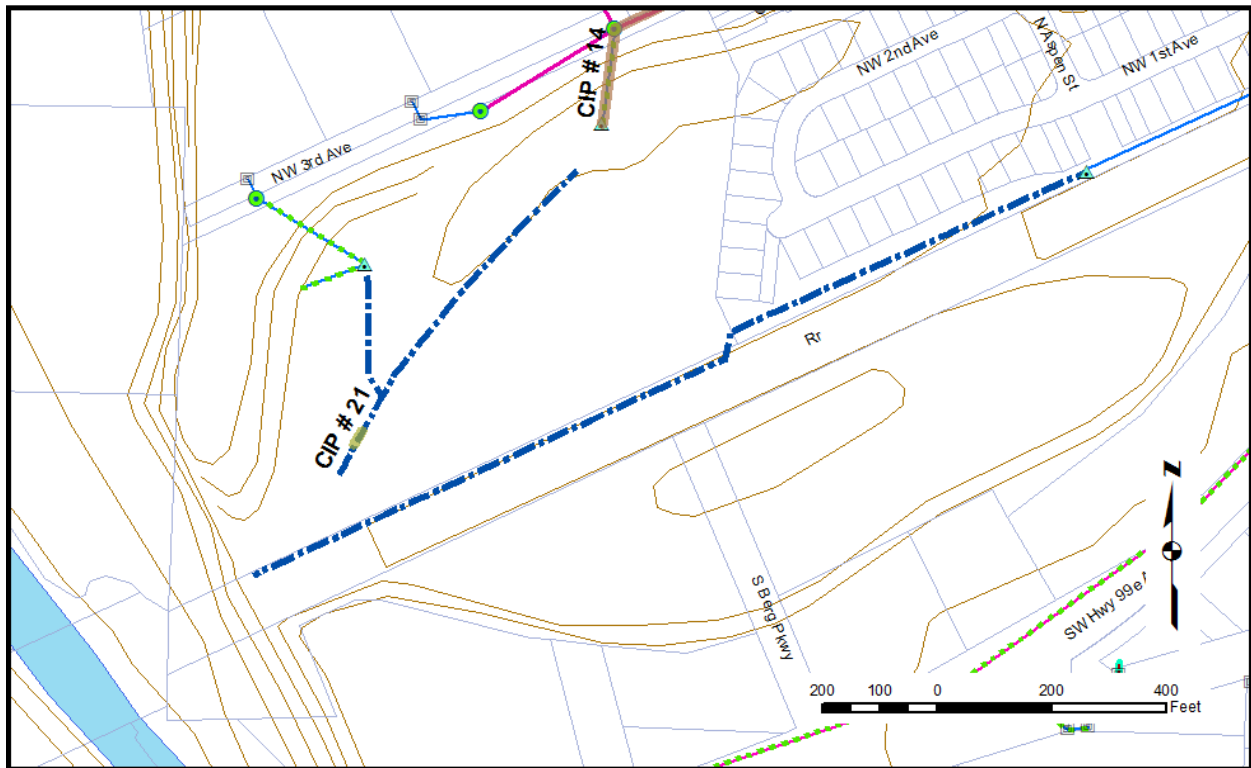 CIP # 14
NW 2nd Ave
N Aspen St
NW 1st Ave
NW 3rd Ave
Rr
CIP # 21
N
S Berg Pkwy
SW Hwy 99e
200 100 0 200 400
Feet